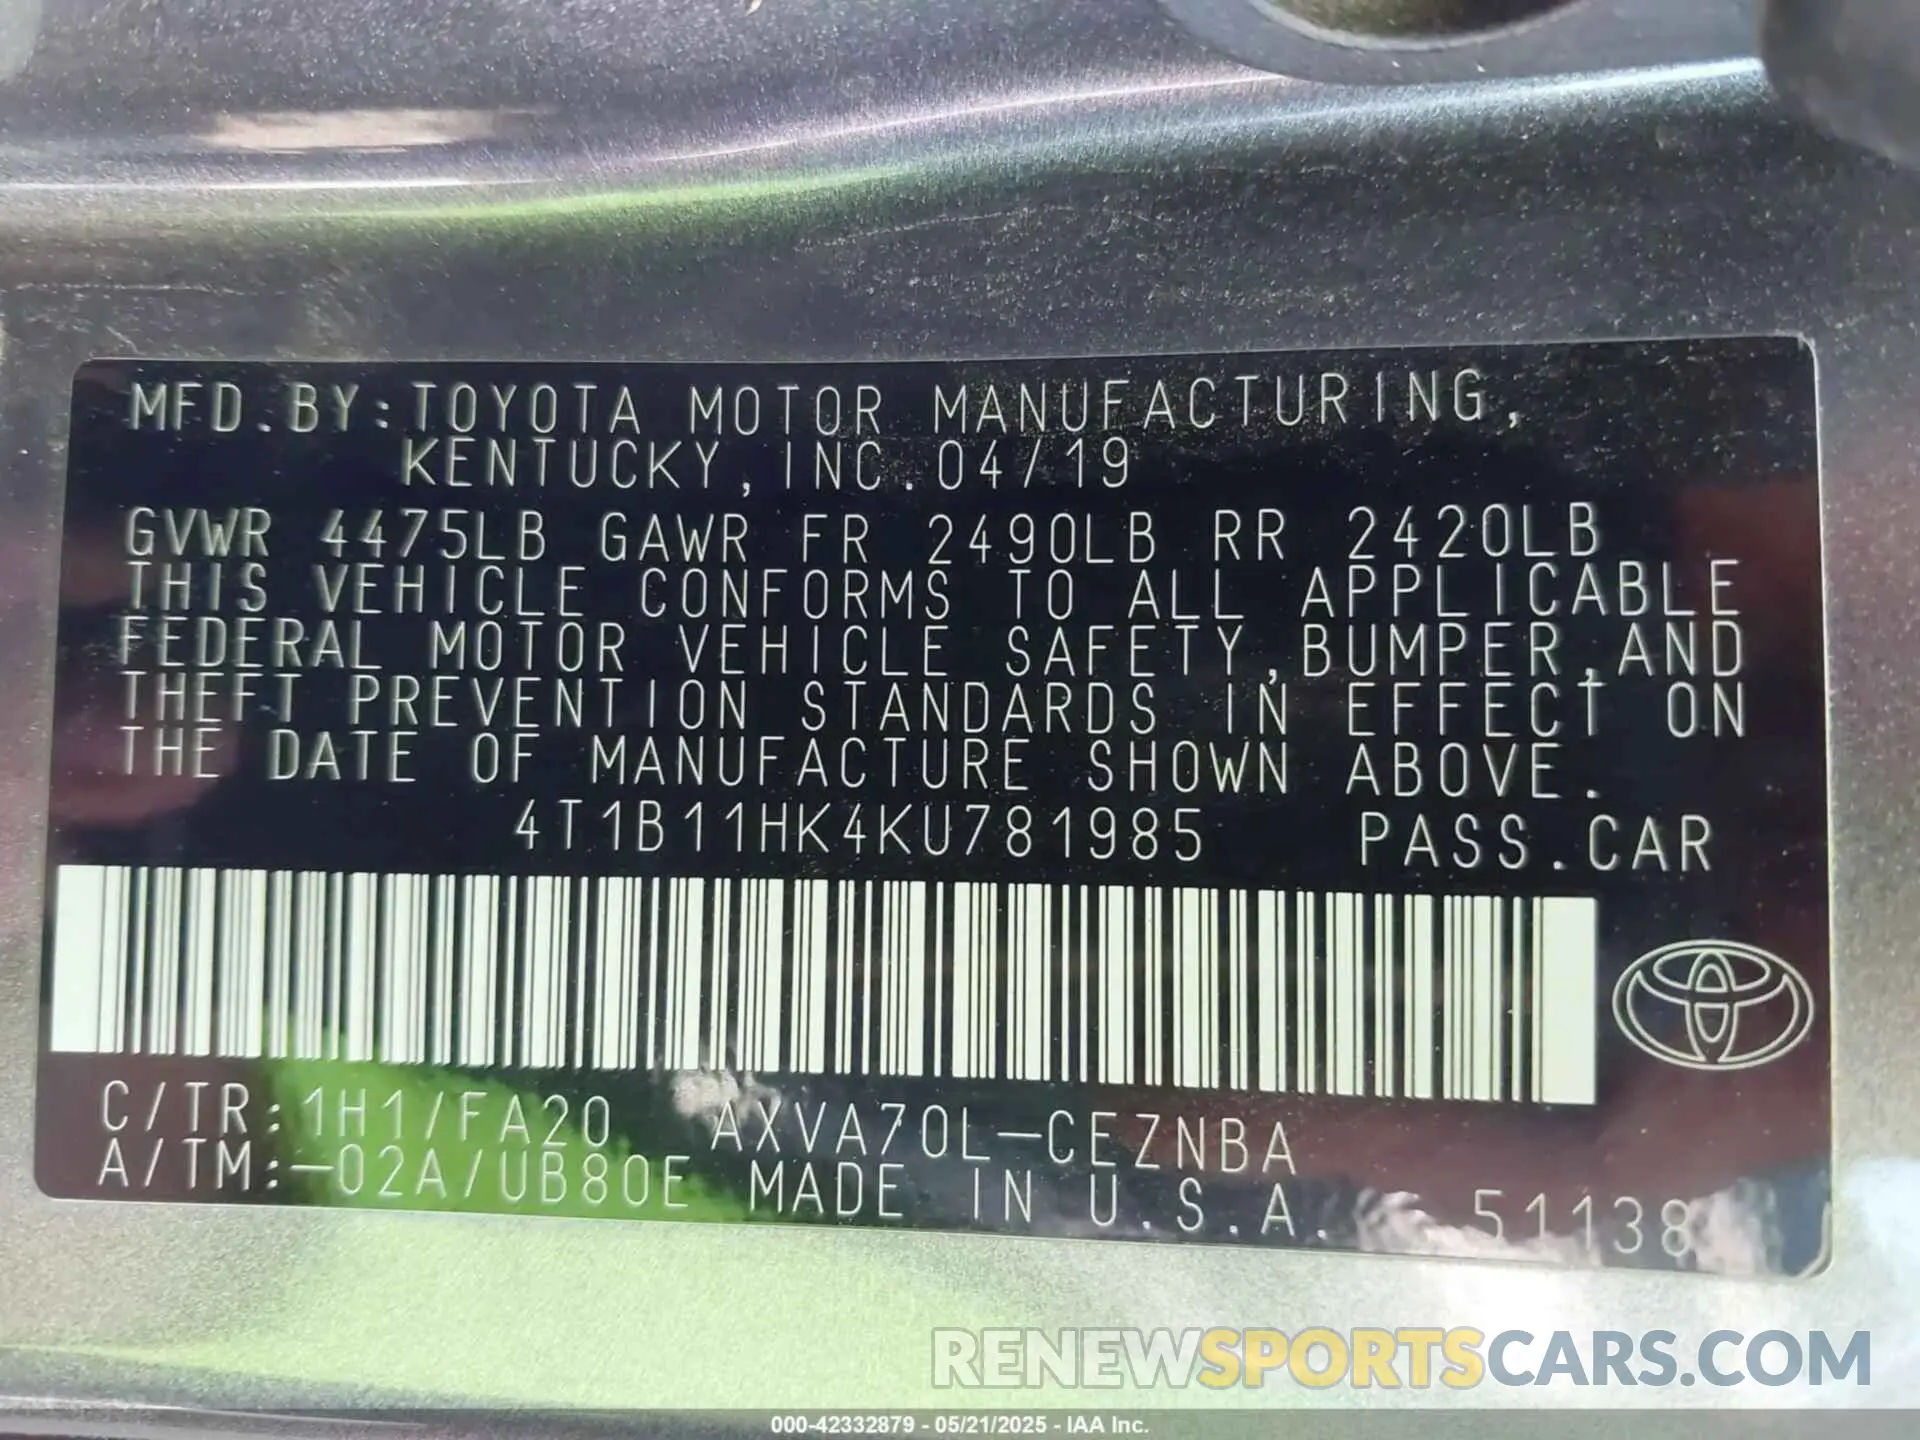 MFD.BY:TOYOTA MOTOR MANUFACTURING,
KENTUCKY,INC.04/19
GVWR 4475LB GAWR FR 2490LB RR 2420LB
THIS VEHICLE CONFORMS TO ALL APPLICABLE
FEDERAL MOTOR VEHICLE SAFETY,BUMPER,AND
THEFT PREVENTION STANDARDS IN EFFECT ON
THE DATE OF MANUFACTURE SHOWN ABOVE.
4T1B11HK4KU781985 PASS.CAR
C/TR:1H1/FA20 AXVA70L-CEZNBA
A/TM:-02A/UB80E MADE IN U.S.A. 51138
RENEWSPORTSCARS.COM
000-42332879 - 05/21/2025 - IAA Inc.